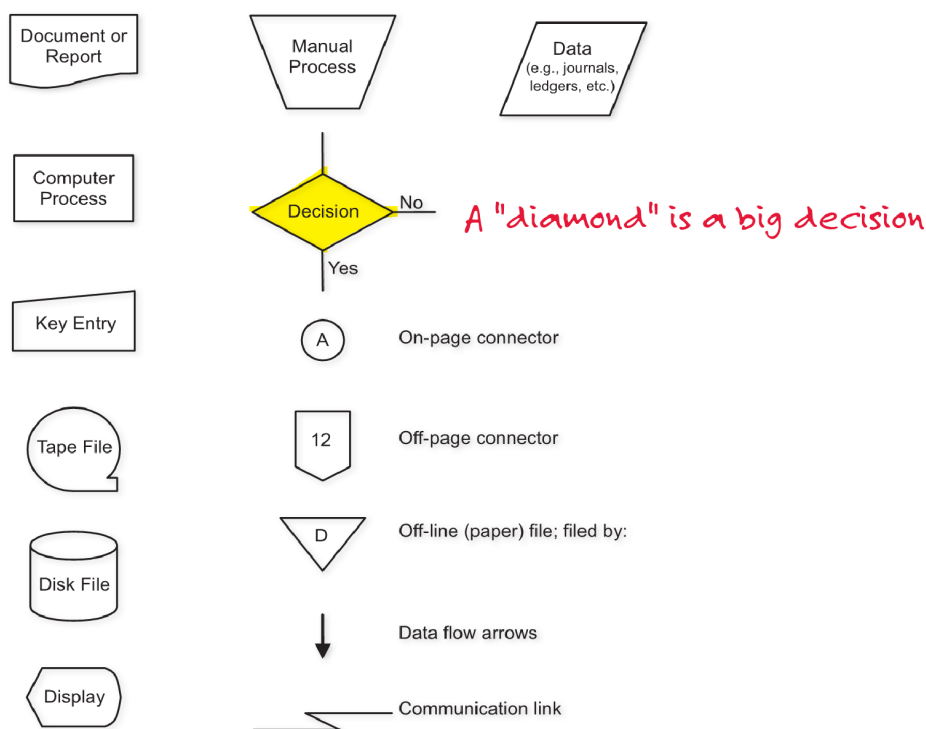 Document or
Report
Manual
Process
Data
(e.g., journals,
ledgers, etc.)
Computer
Process
Decision
No
Yes
A "diamond" is a big decision
Key Entry
A
On-page connector
Tape File
12
Off-page connector
D
Off-line (paper) file; filed by:
Disk File
Data flow arrows
Display
Communication link